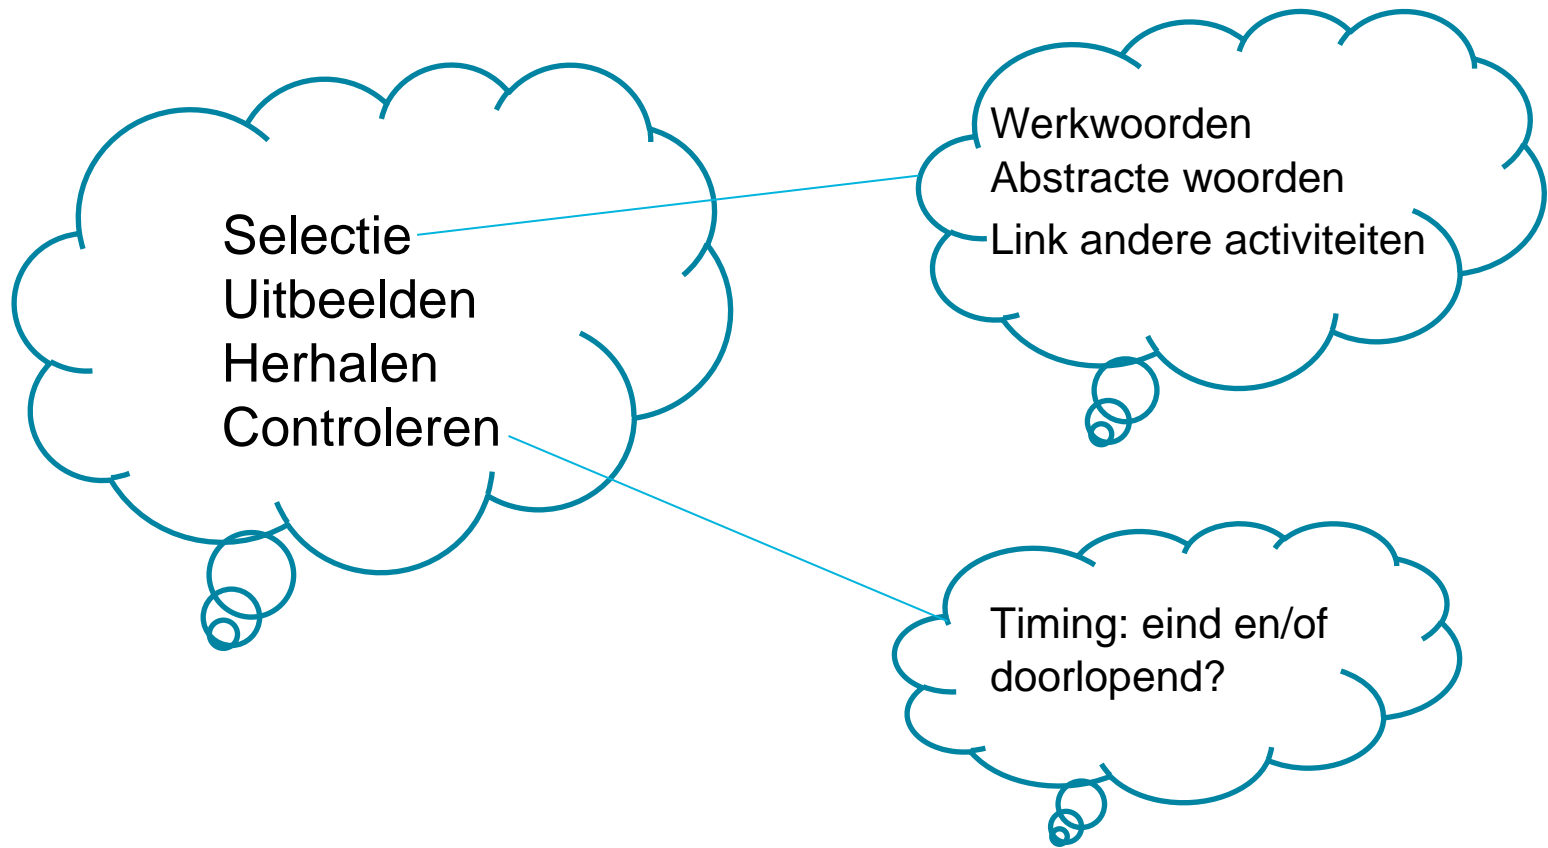 Selectie
Uitbeelden
Herhalen
Controleren
Werkwoorden
Abstracte woorden
Link andere activiteiten
Timing: eind en/of
doorlopend?